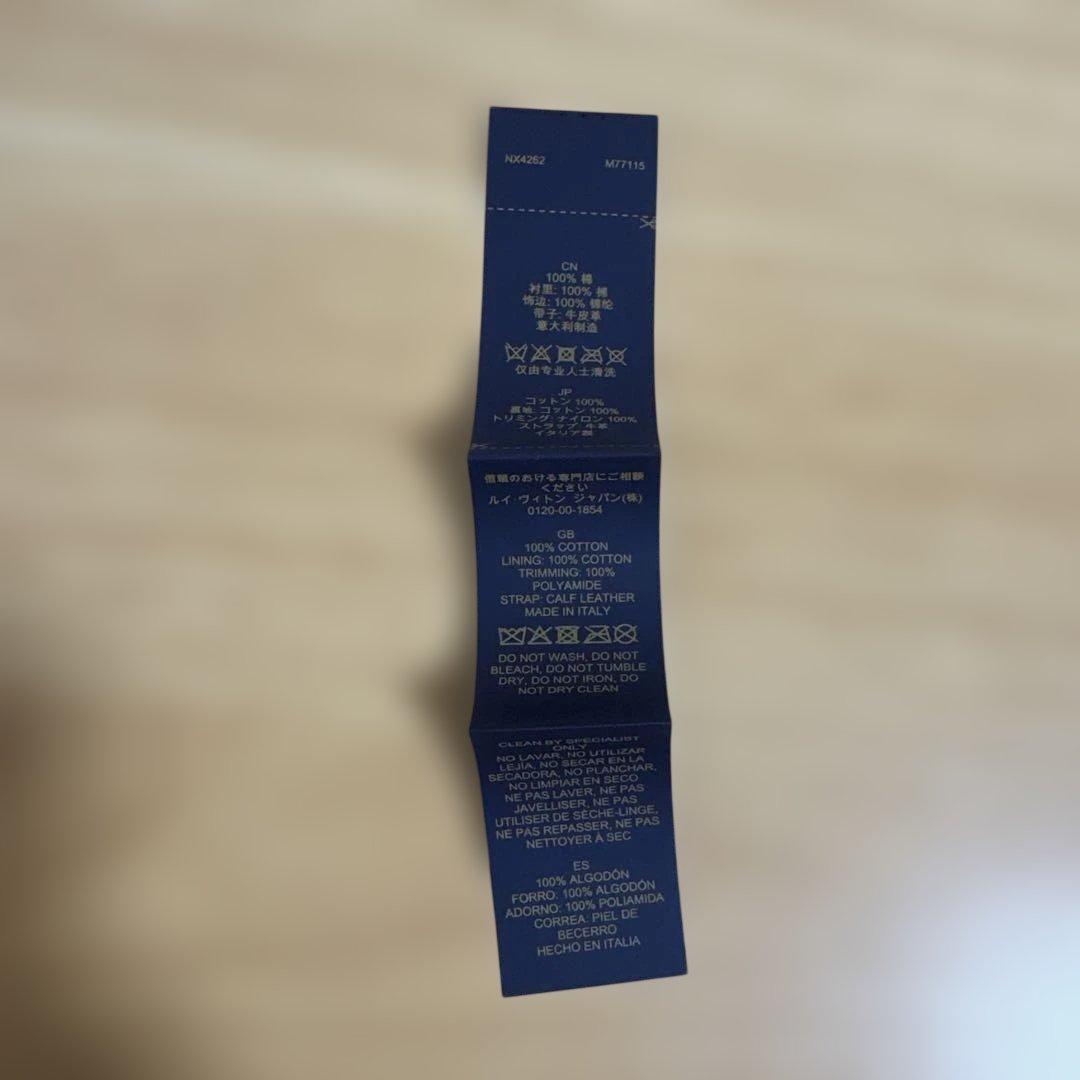 NX4262 M77115
CN
100% 棉
衬里: 100% 棉
饰边: 100% 锦纶
带子: 牛皮革
意大利制造
仅由专业人士清洗
JP
コットン 100%
裏地: コットン 100%
トリミング: ナイロン 100%
ストラップ: 牛革
イタリア製
信頼のおける専門店にご相談
ください
ルイ·ヴィトン ジャパン(株)
0120-00-1854
GB
100% COTTON
LINING: 100% COTTON
TRIMMING: 100%
POLYAMIDE
STRAP: CALF LEATHER
MADE IN ITALY
DO NOT WASH, DO NOT
BLEACH, DO NOT TUMBLE
DRY, DO NOT IRON, DO
NOT DRY CLEAN
CLEAN BY SPECIALIST
ONLY
NO LAVAR, NO UTILIZAR
LEJÍA, NO SECAR EN LA
SECADORA, NO PLANCHAR,
NO LIMPIAR EN SECO
NE PAS LAVER, NE PAS
JAVELLISER, NE PAS
UTILISER DE SÈCHE-LINGE,
NE PAS REPASSER, NE PAS
NETTOYER À SEC
ES
100% ALGODÓN
FORRO: 100% ALGODÓN
ADORNO: 100% POLIAMIDA
CORREA: PIEL DE
BECERRO
HECHO EN ITALIA